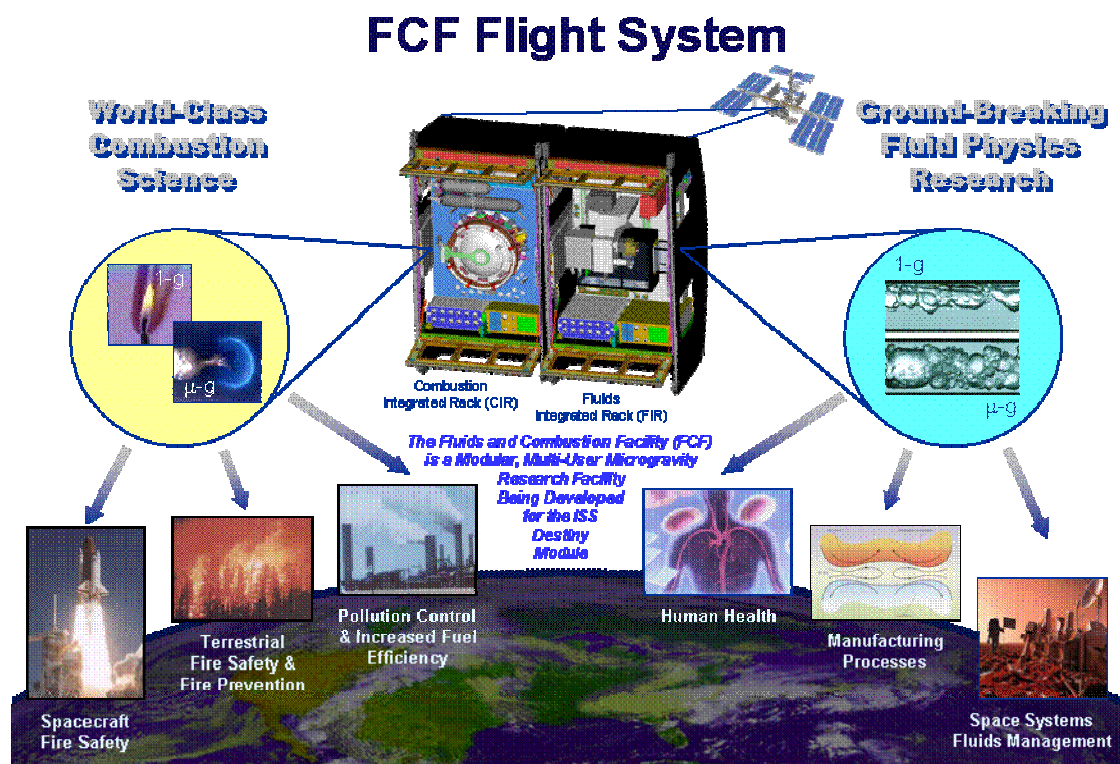 FCF Flight System
World-Class
Combustion
Science
Ground-Breaking
Fluid Physics
Research
1-g
μ-g
1-g
μ-g
Combustion
Integrated Rack (CIR)
Fluids
Integrated Rack (FIR)
The Fluids and Combustion Facility (FCF)
is a Modular, Multi-User Microgravity
Research Facility
Being Developed
for the ISS
Destiny
Module
Spacecraft
Fire Safety
Terrestrial
Fire Safety &
Fire Prevention
Pollution Control
& Increased Fuel
Efficiency
Human Health
Manufacturing
Processes
Space Systems
Fluids Management